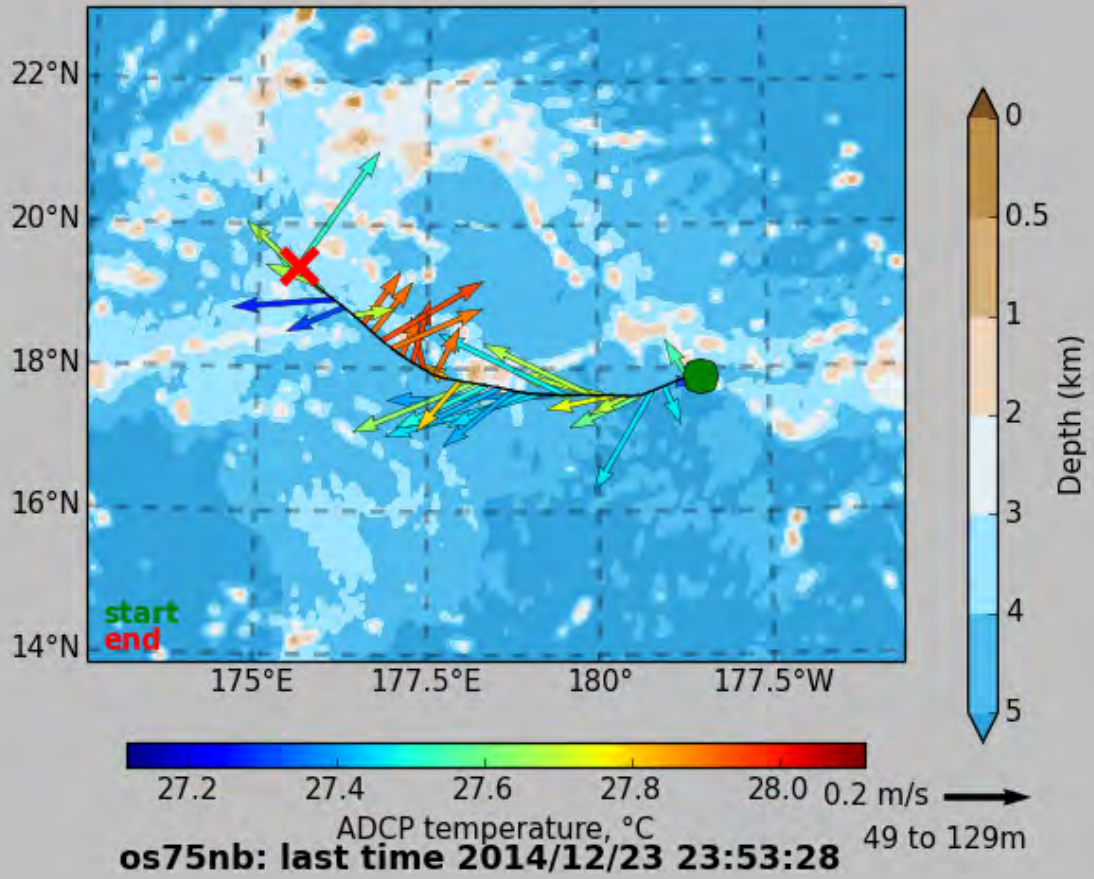 22°N
20°N
18°N
16°N
14°N
start
end
175°E 177.5°E 180° 177.5°W
0
0.5
1
2
3
4
5
Depth (km)
27.2 27.4 27.6 27.8 28.0
ADCP temperature, °C
0.2 m/s
49 to 129m
os75nb: last time 2014/12/23 23:53:28